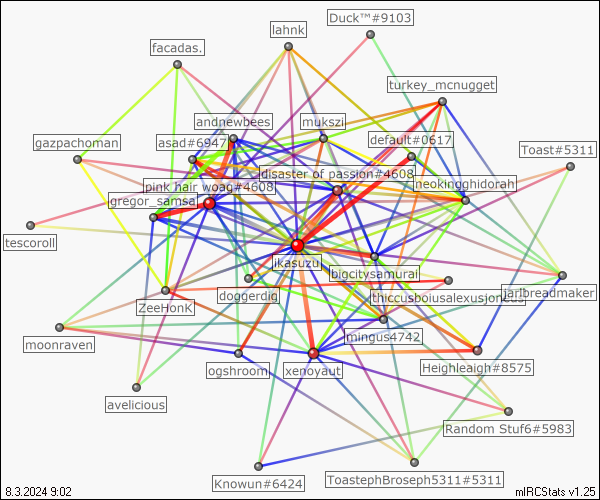 Duck™#9103
lahnk
facadas.
turkey_mcnugget
andnewbees
mukszi
asad#6947
default#0617
gazpachoman
Toast#5311
disaster of passion#4608
pink hair woag#4608
neokingghidorah
gregor_samsa
tescoroll
jikasuzu
bigcitysamurai
doggerdig
jarlbreadmaker
ZeeHonK
mingus4742
moonraven
ogshroom
xenoyaut
Heighleaigh#8575
avelicious
Random Stuf6#5983
Knowun#6424
ToastephBroseph5311#5311
8.3.2024 9:02
mIRCStats v1.25